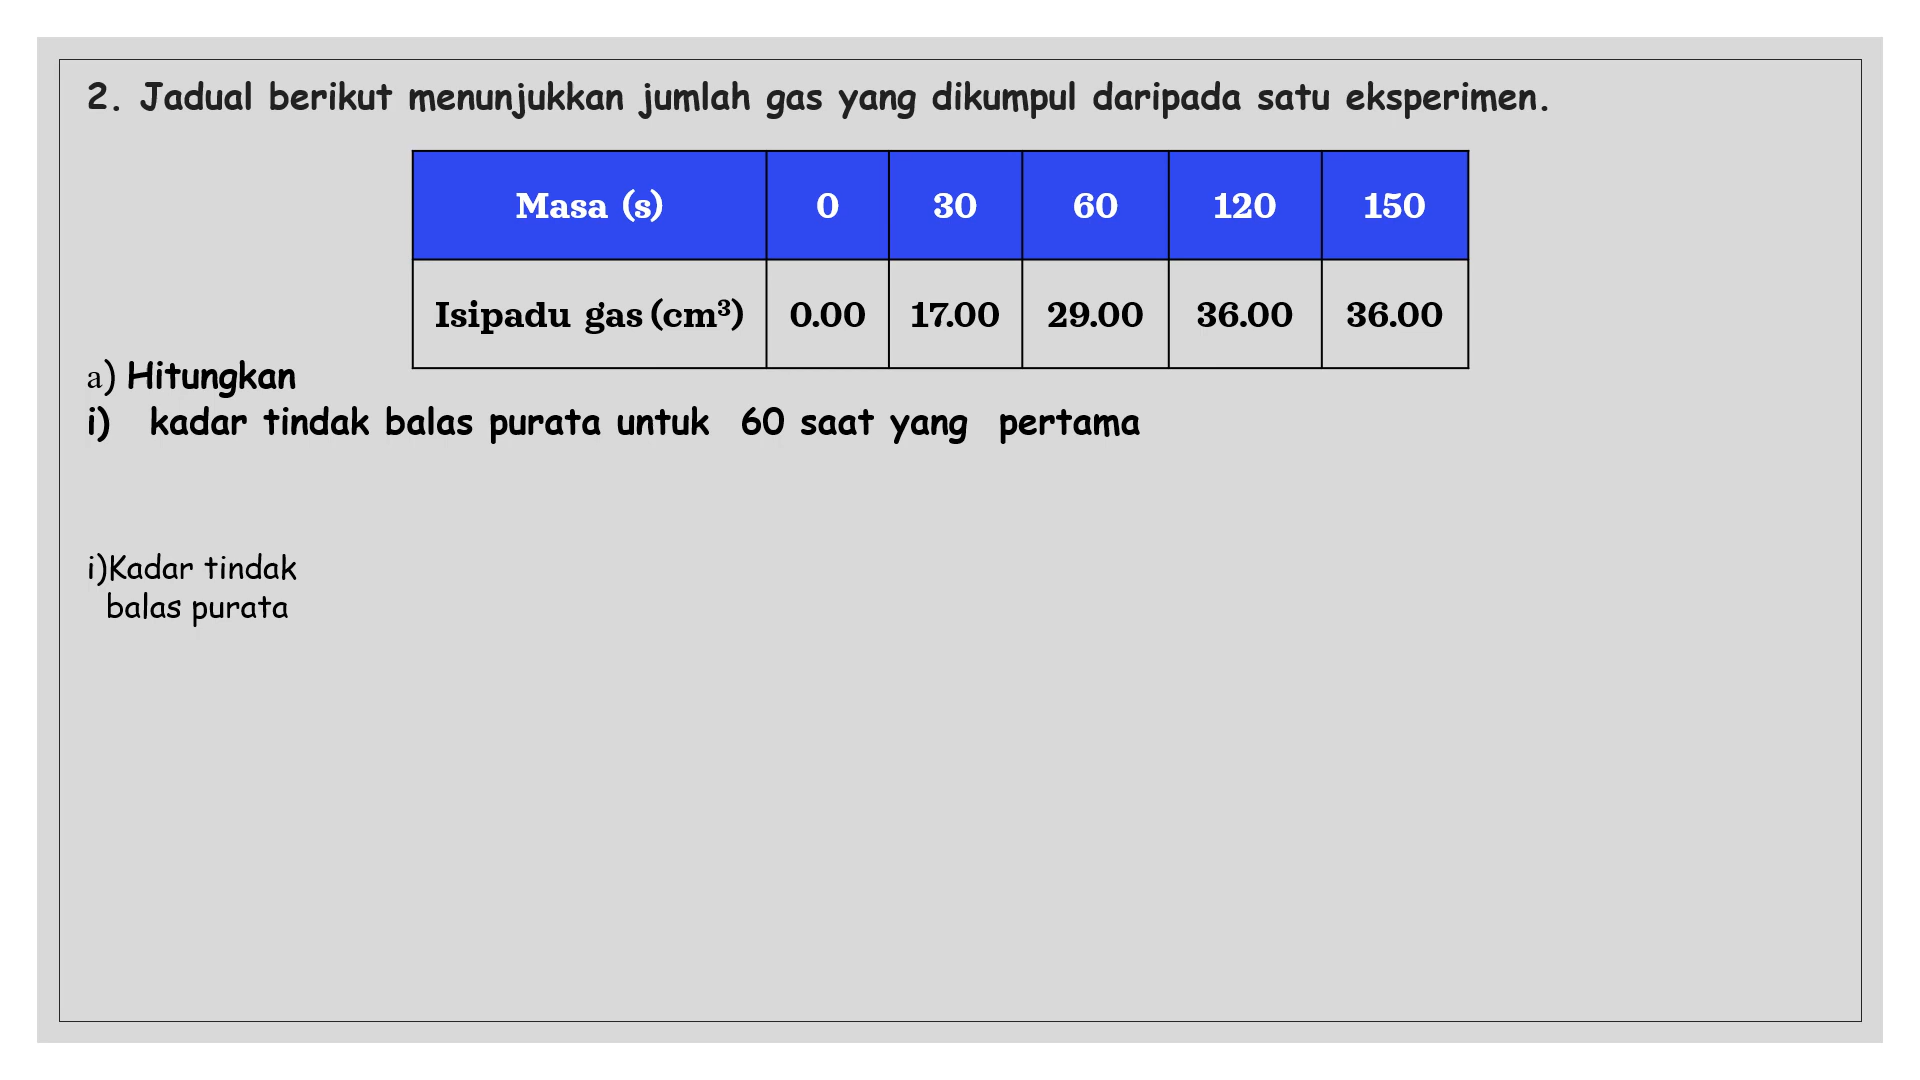 2. Jadual berikut menunjukkan jumlah gas yang dikumpul daripada satu eksperimen.
Masa (s) 0 30 60 120 150
Isipadu gas (cm³) 0.00 17.00 29.00 36.00 36.00
a) Hitungkan
i) kadar tindak balas purata untuk 60 saat yang pertama
i)Kadar tindak
balas purata